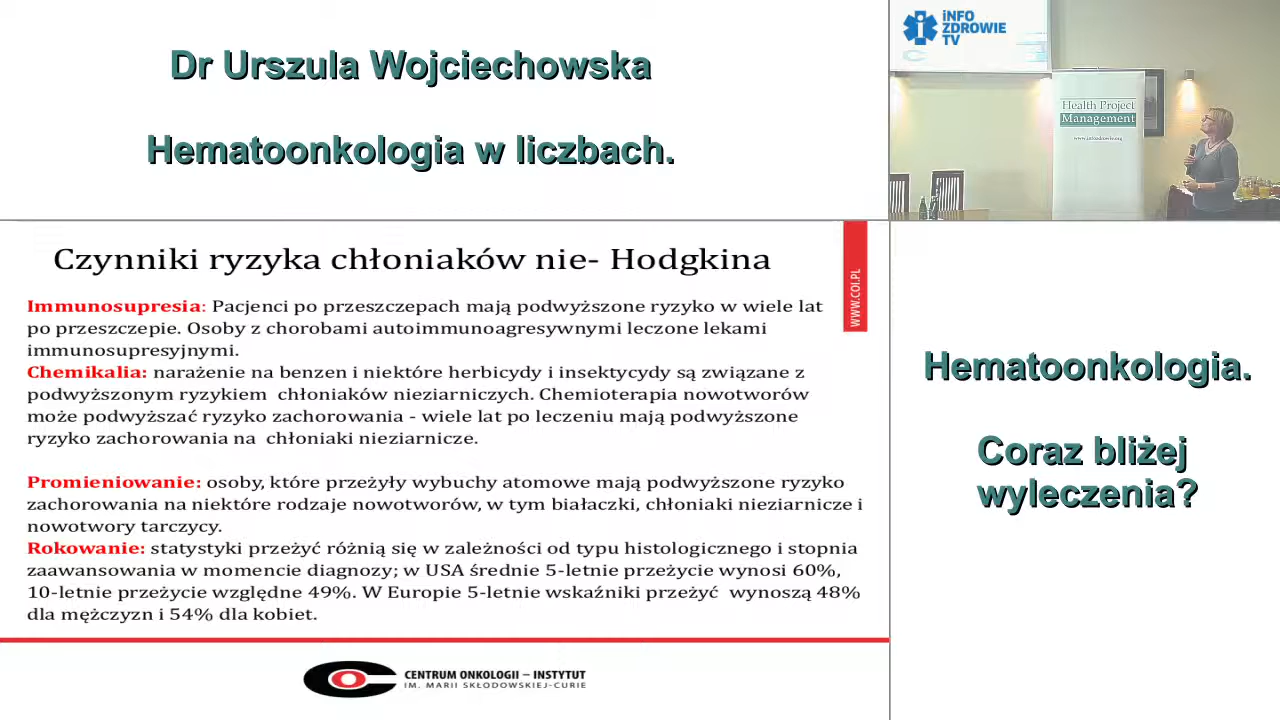 Dr Urszula Wojciechowska
Hematoonkologia w liczbach.
iNFO
ZDROWIE
TV
Health Project
Management
www.infozdrowie.org
Czynniki ryzyka chłoniaków nie- Hodgkina
WWW.COI.PL
Immunosupresja: Pacjenci po przeszczepach mają podwyższone ryzyko w wiele lat
po przeszczepie. Osoby z chorobami autoimmunoagresywnymi leczone lekami
immunosupresyjnymi.
Chemikalia: narażenie na benzen i niektóre herbicydy i insektycydy są związane z
podwyższonym ryzykiem chłoniaków nieziarniczych. Chemioterapia nowotworów
może podwyższać ryzyko zachorowania - wiele lat po leczeniu mają podwyższone
ryzyko zachorowania na chłoniaki nieziarnicze.
Promieniowanie: osoby, które przeżyły wybuchy atomowe mają podwyższone ryzyko
zachorowania na niektóre rodzaje nowotworów, w tym białaczki, chłoniaki nieziarnicze i
nowotwory tarczycy.
Rokowanie: statystyki przeżyć różnią się w zależności od typu histologicznego i stopnia
zaawansowania w momencie diagnozy; w USA średnie 5-letnie przeżycie wynosi 60%,
10-letnie przeżycie względne 49%. W Europie 5-letnie wskaźniki przeżyć wynoszą 48%
dla mężczyzn i 54% dla kobiet.
CENTRUM ONKOLOGII – INSTYTUT
IM. MARII SKŁODOWSKIEJ-CURIE
Hematoonkologia.
Coraz bliżej
wyleczenia?